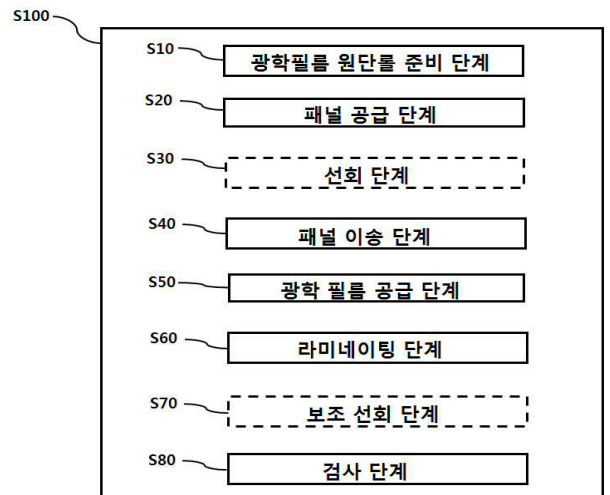 S100
S10 광학필름 원단롤 준비 단계
S20 패널 공급 단계
S30 선회 단계
S40 패널 이송 단계
S50 광학 필름 공급 단계
S60 라미네이팅 단계
S70 보조 선회 단계
S80 검사 단계